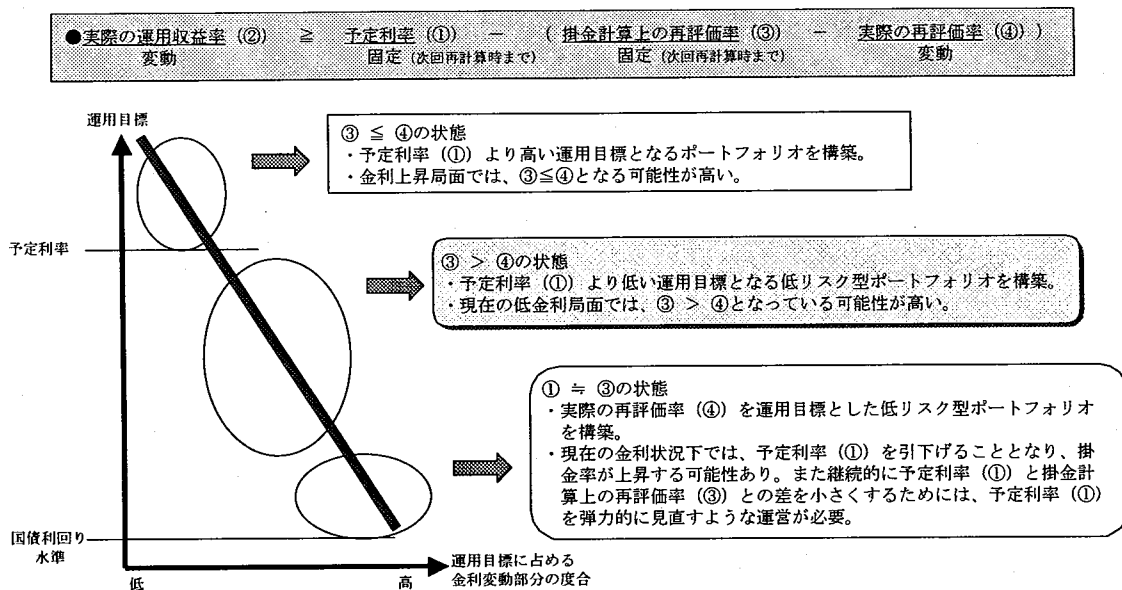 ●実際の運用収益率(②) ≧ 予定利率(①) − ( 掛金計算上の再評価率(③) − 実際の再評価率(④) )
変動 固定(次回再計算時まで) 固定(次回再計算時まで) 変動
運用目標
③ ≦ ④の状態
・予定利率(①)より高い運用目標となるポートフォリオを構築。
・金利上昇局面では、③≦④となる可能性が高い。
予定利率
③ > ④の状態
・予定利率(①)より低い運用目標となる低リスク型ポートフォリオを構築。
・現在の低金利局面では、③ > ④となっている可能性が高い。
① ≒ ③の状態
・実際の再評価率(④)を運用目標とした低リスク型ポートフォリオ
を構築。
・現在の金利状況下では、予定利率(①)を引下げることとなり、掛
金率が上昇する可能性あり。また継続的に予定利率(①)と掛金計
算上の再評価率(③)との差を小さくするためには、予定利率(①)
を弾力的に見直すような運営が必要。
国債利回り
水準
低
高
運用目標に占める
金利変動部分の度合